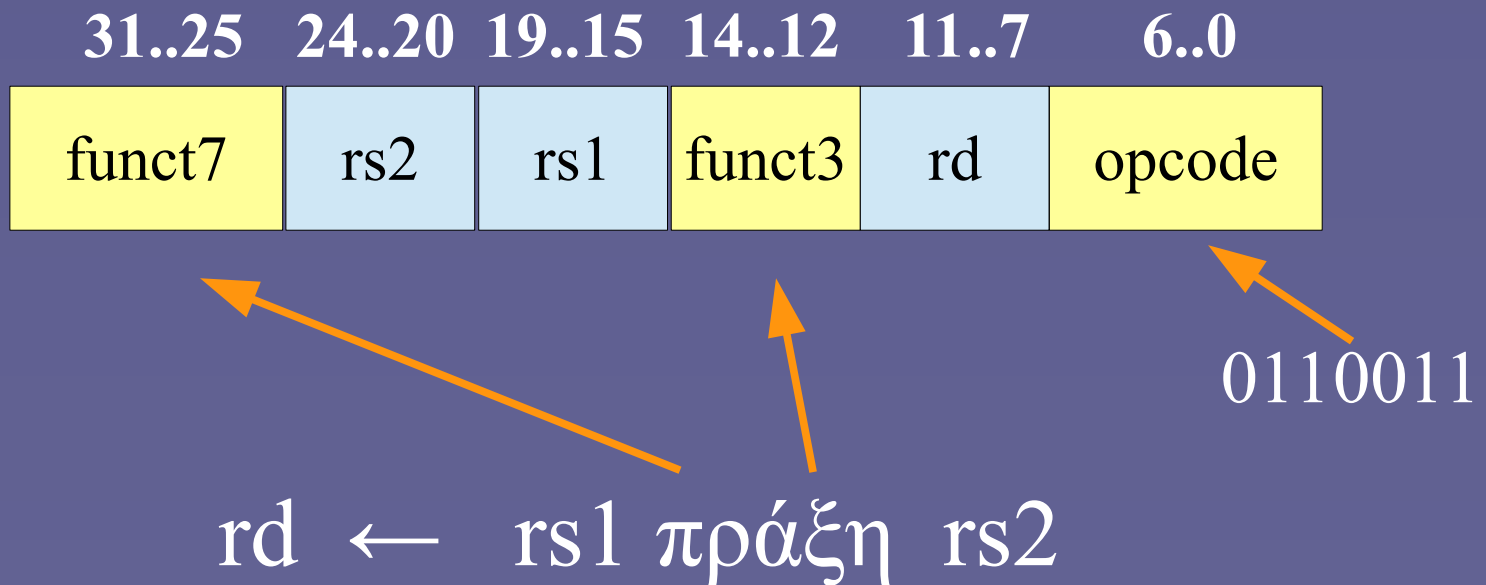 31..25 24..20 19..15 14..12 11..7 6..0
funct7 rs2 rs1 funct3 rd opcode
0110011
rd ← rs1 πράξη rs2